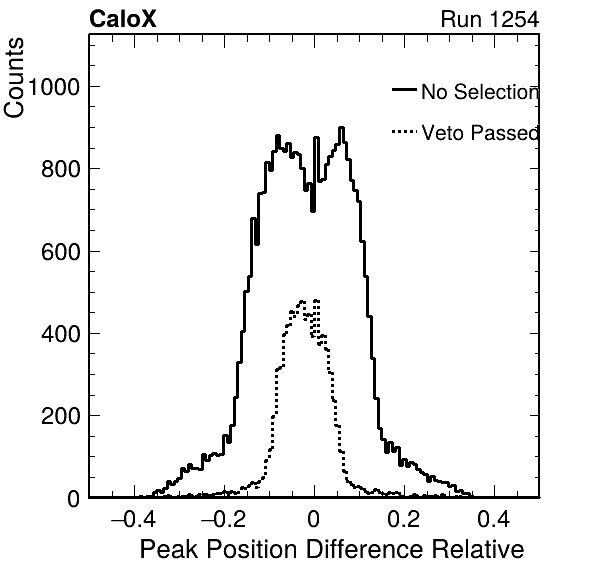 CaloX Run 1254
Counts
1000
800
600
400
200
0
No Selection
Veto Passed
−0.4 −0.2 0 0.2 0.4
Peak Position Difference Relative